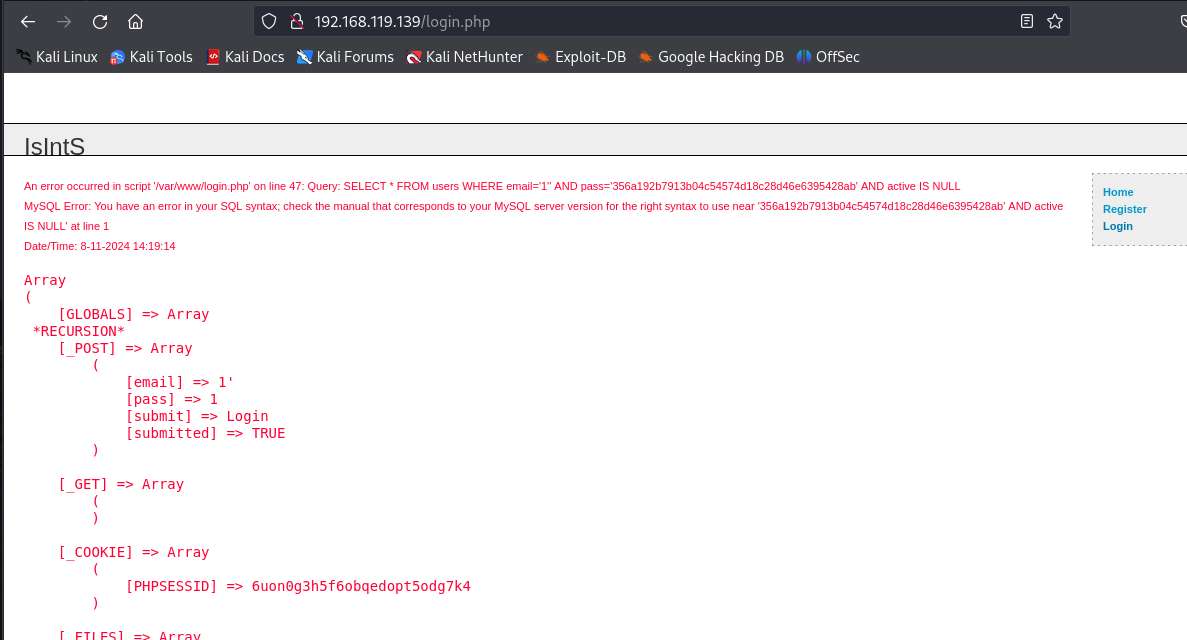 192.168.119.139/login.php
Kali Linux Kali Tools Kali Docs Kali Forums Kali NetHunter Exploit-DB Google Hacking DB OffSec
IsIntS
An error occurred in script '/var/www/login.php' on line 47: Query: SELECT * FROM users WHERE email='1'' AND pass='356a192b7913b04c54574d18c28d46e6395428ab' AND active IS NULL
MySQL Error: You have an error in your SQL syntax; check the manual that corresponds to your MySQL server version for the right syntax to use near '356a192b7913b04c54574d18c28d46e6395428ab' AND active
IS NULL' at line 1
Date/Time: 8-11-2024 14:19:14
Home
Register
Login
Array
(
    [GLOBALS] => Array
 *RECURSION*
    [_POST] => Array
        (
            [email] => 1'
            [pass] => 1
            [submit] => Login
            [submitted] => TRUE
        )
    [_GET] => Array
        (
        )
    [_COOKIE] => Array
        (
            [PHPSESSID] => 6uon0g3h5f6obqedopt5odg7k4
        )
    [_FILES] => Array